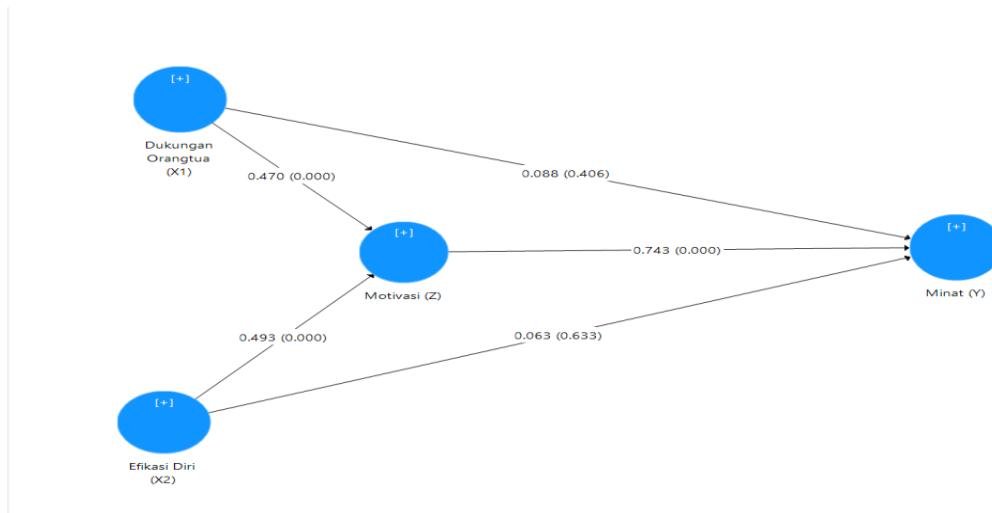 [+]
Dukungan
Orangtua
(X1)
0.470 (0.000)
0.088 (0.406)
[+]
Motivasi (Z)
0.743 (0.000)
[+]
Minat (Y)
0.493 (0.000)
0.063 (0.633)
[+]
Efikasi Diri
(X2)